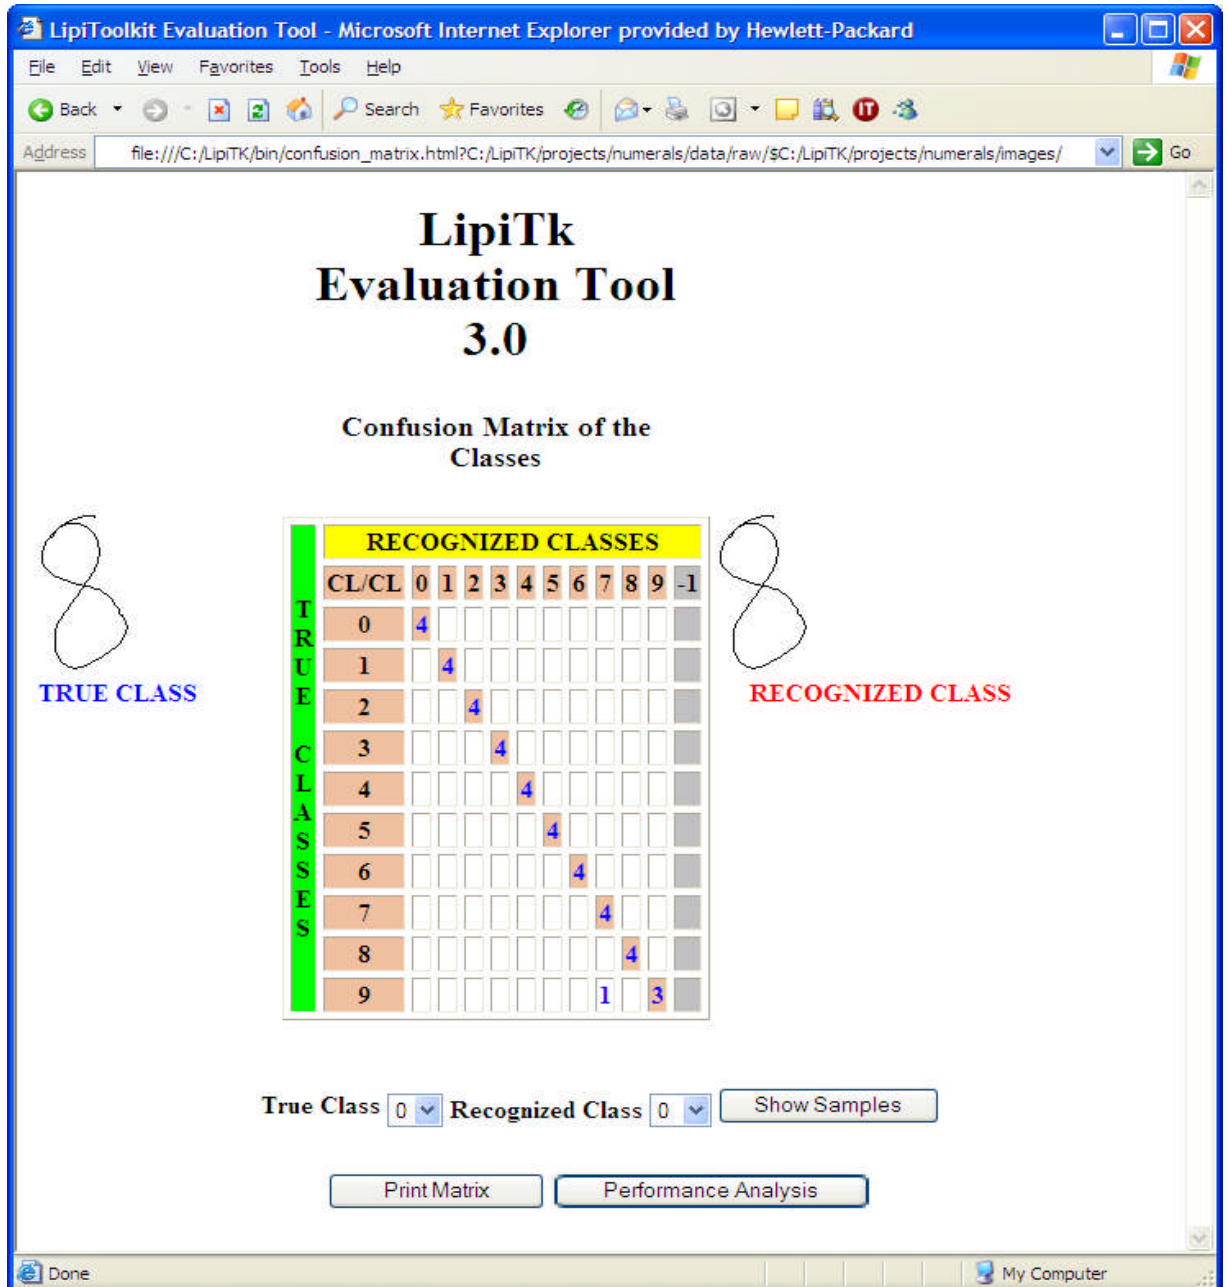 LipiToolkit Evaluation Tool - Microsoft Internet Explorer provided by Hewlett-Packard
File Edit View Favorites Tools Help
Back Search Favorites
Address file:///C:/LipiTK/bin/confusion_matrix.html?C:/LipiTK/projects/numerals/data/raw/$C:/LipiTK/projects/numerals/images/ Go
LipiTk
Evaluation Tool
3.0
Confusion Matrix of the
Classes
TRUE CLASS
TRUE CLASSES
RECOGNIZED CLASSES
CL/CL 0 1 2 3 4 5 6 7 8 9 -1
0 4
1 4
2 4
3 4
4 4
5 4
6 4
7 4
8 4
9 1 3
RECOGNIZED CLASS
True Class 0 Recognized Class 0 Show Samples
Print Matrix Performance Analysis
Done My Computer